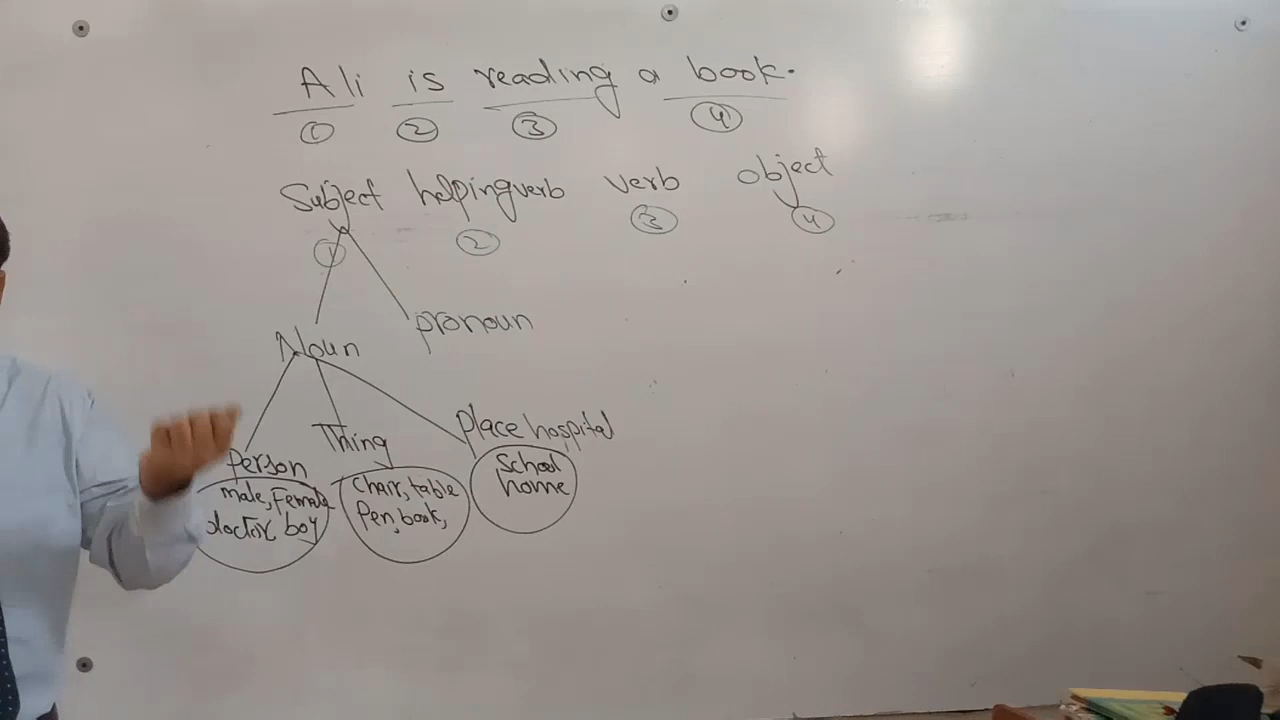 Ali is reading a book.
1 2 3 4
Subject helping verb verb object
1 2 3 4
Noun pronoun
Person Thing Place hospital
male, Female doctor, boy
chair, table Pen, book,
School home